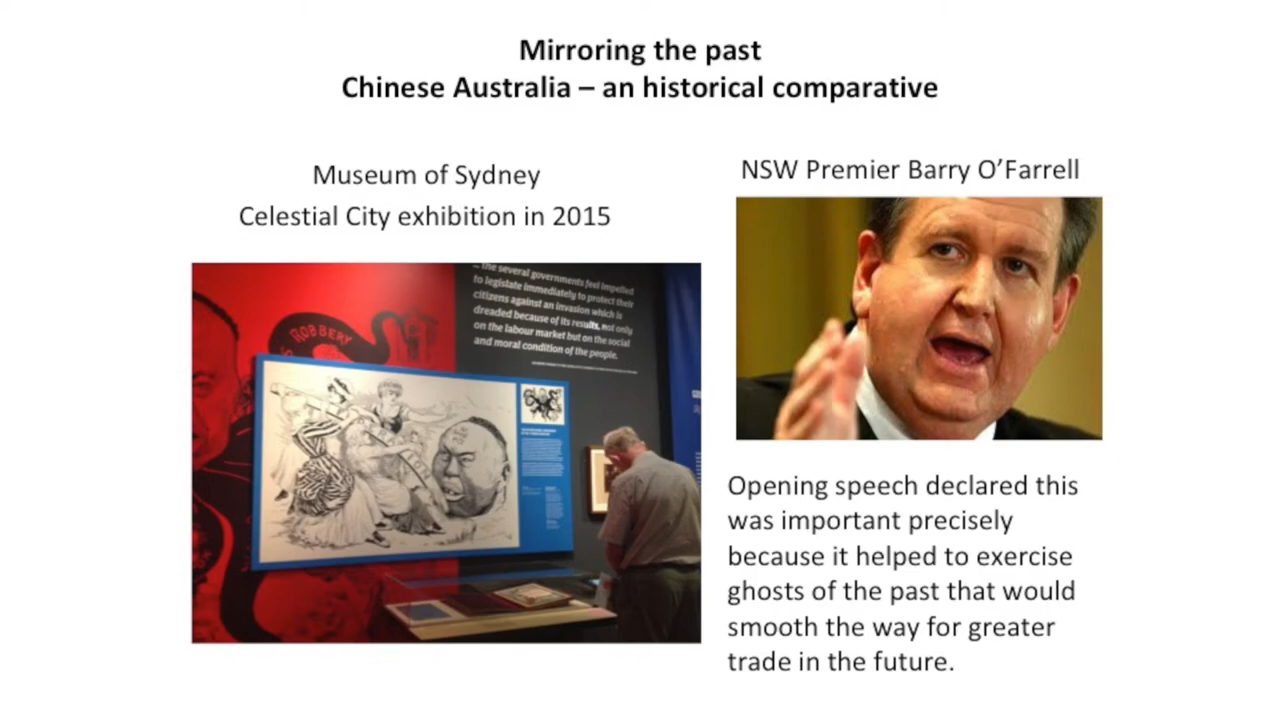 Mirroring the past
Chinese Australia – an historical comparative
Museum of Sydney
Celestial City exhibition in 2015
... The several governments feel impelled
to legislate immediately to protect their
citizens against an invasion which is
dreaded because of its results, not only
on the labour market but on the social
and moral condition of the people.
ROBBERY
NSW Premier Barry O’Farrell
Opening speech declared this
was important precisely
because it helped to exercise
ghosts of the past that would
smooth the way for greater
trade in the future.